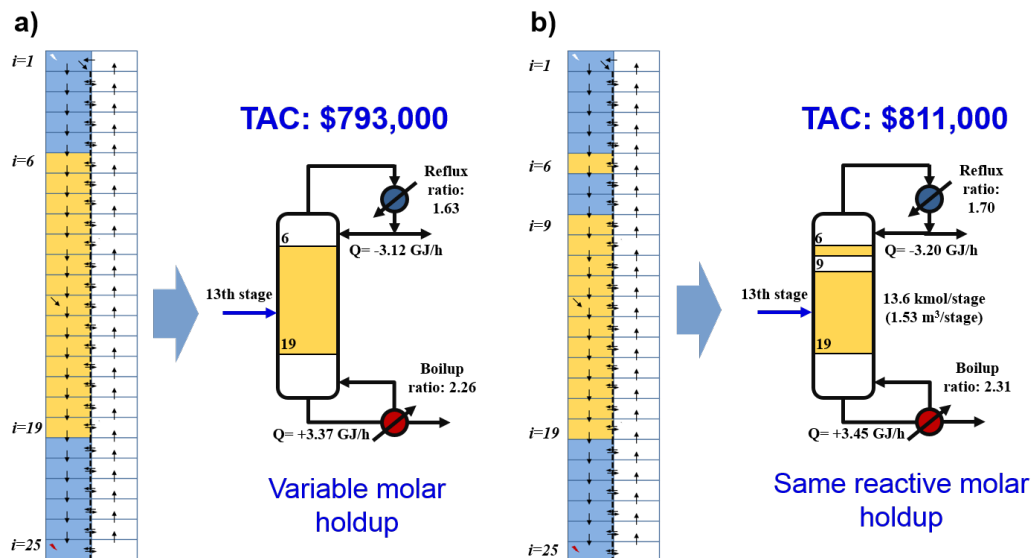 a)
i=1
i=6
i=19
i=25
TAC: $793,000
Reflux
ratio:
1.63
Q= -3.12 GJ/h
6
13th stage
19
Boilup
ratio: 2.26
Q= +3.37 GJ/h
Variable molar
holdup
b)
i=1
i=6
i=9
i=19
i=25
TAC: $811,000
Reflux
ratio:
1.70
Q= -3.20 GJ/h
6
9
13th stage
13.6 kmol/stage
(1.53 m³/stage)
19
Boilup
ratio: 2.31
Q= +3.45 GJ/h
Same reactive molar
holdup